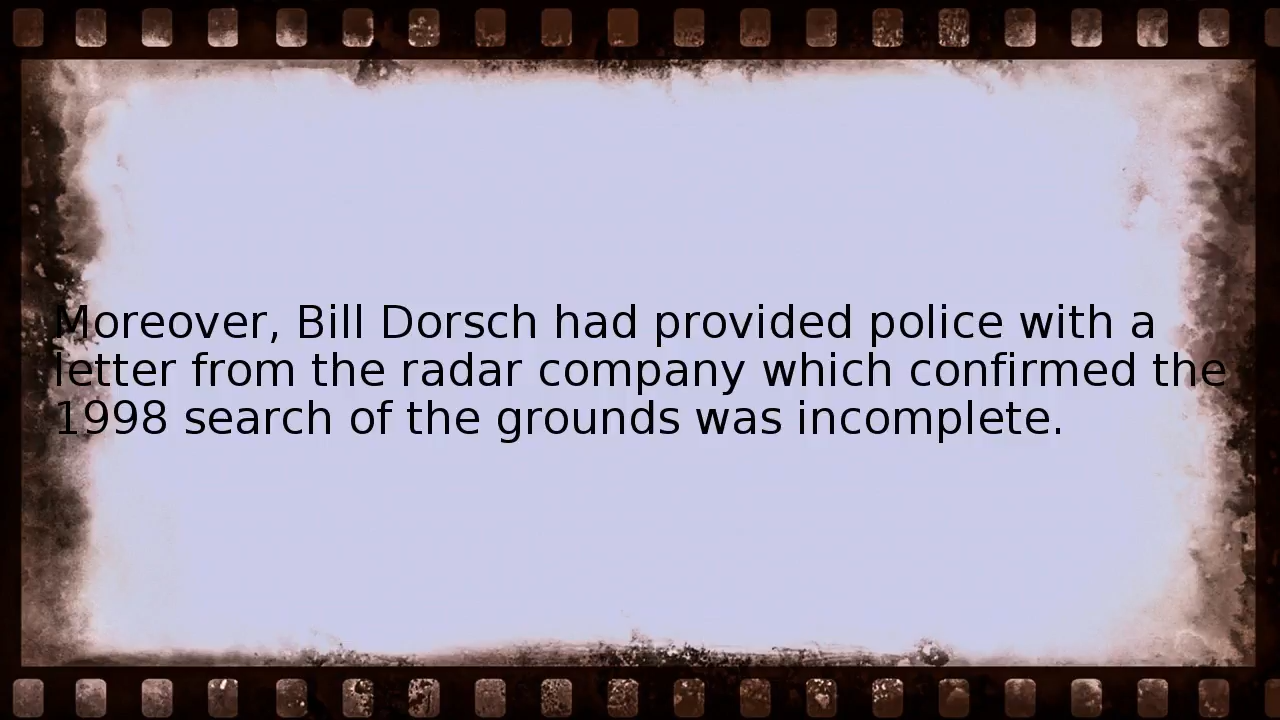 Moreover, Bill Dorsch had provided police with a
letter from the radar company which confirmed the
1998 search of the grounds was incomplete.